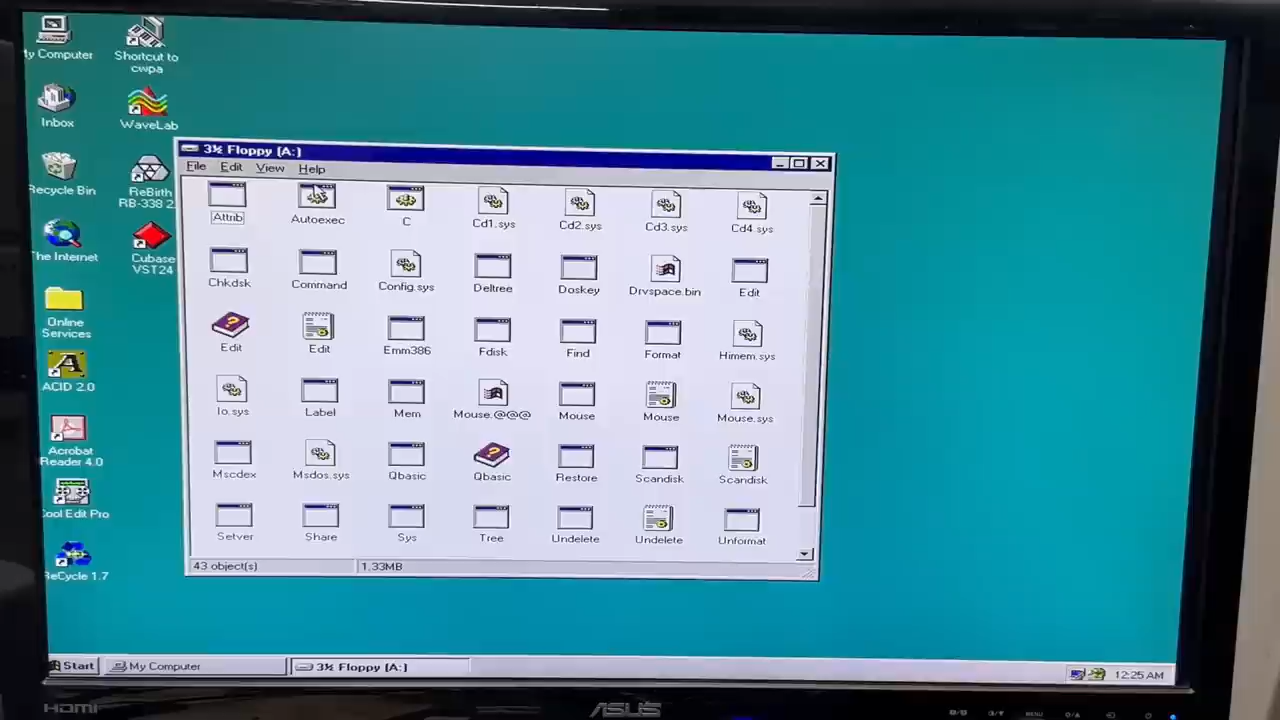 My Computer
Shortcut to
cwpa
Inbox
WaveLab
Recycle Bin
ReBirth
RB-338 2.
The Internet
Cubase
VST24
Online
Services
ACID 2.0
Acrobat
Reader 4.0
Cool Edit Pro
ReCycle 1.7
3½ Floppy (A:)
File Edit View Help
Attrib Autoexec C Cd1.sys Cd2.sys Cd3.sys Cd4.sys
Chkdsk Command Config.sys Deltree Doskey Drvspace.bin Edit
Edit Edit Emm386 Fdisk Find Format Himem.sys
Io.sys Label Mem Mouse.@@@ Mouse Mouse Mouse.sys
Mscdex Msdos.sys Qbasic Qbasic Restore Scandisk Scandisk
Setver Share Sys Tree Undelete Undelete Unformat
43 object(s) 1.33MB
Start My Computer 3½ Floppy (A:) 12:25 AM
HDMI ASUS MENU